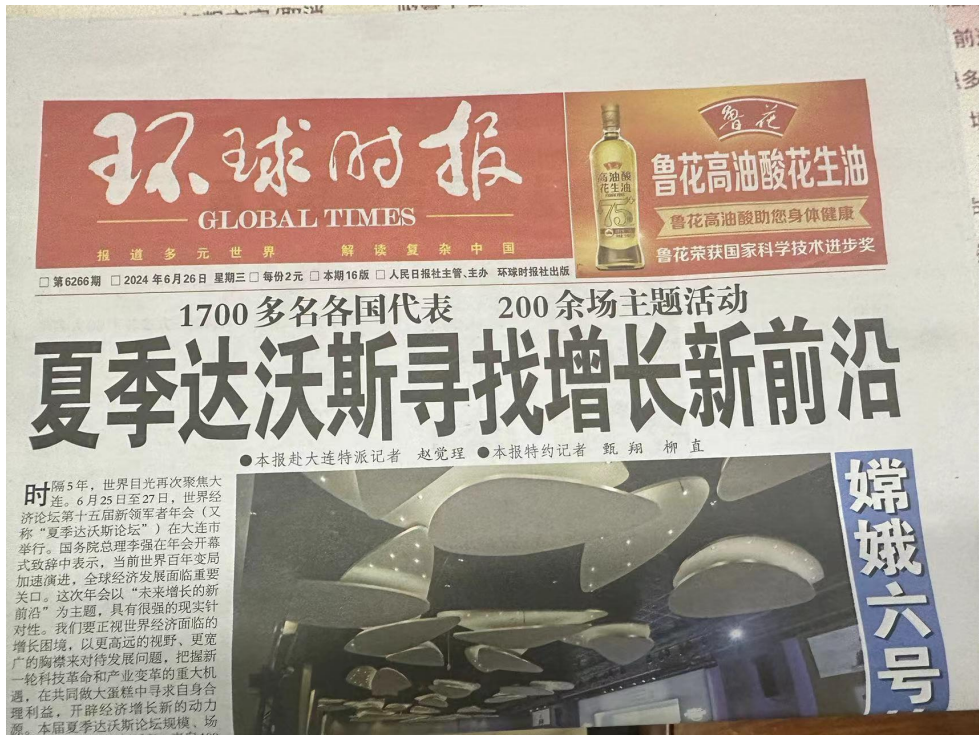 环球时报
GLOBAL TIMES
报道多元世界 解读复杂中国
鲁花
鲁花高油酸花生油
鲁花高油酸助您身体健康
鲁花荣获国家科学技术进步奖
高油酸
花生油
75%
□ 第6266期 □ 2024年6月26日 星期三 □ 每份2元 □ 本期16版 □ 人民日报社主管、主办 环球时报社出版
1700多名各国代表 200余场主题活动
夏季达沃斯寻找增长新前沿
●本报赴大连特派记者 赵觉珵 ●本报特约记者 甄翔 柳直
时隔5年，世界目光再次聚焦大
连。6月25日至27日，世界经
济论坛第十五届新领军者年会（又
称“夏季达沃斯论坛”）在大连市
举行。国务院总理李强在年会开幕
式致辞中表示，当前世界百年变局
加速演进，全球经济发展面临重要
关口。这次年会以“未来增长的新
前沿”为主题，具有很强的现实针
对性。我们要正视世界经济面临的
增长困境，以更高远的视野、更宽
广的胸襟来对待发展问题，把握新
一轮科技革命和产业变革的重大机
遇，在共同做大蛋糕中寻求自身合
理利益，开辟经济增长新的动力
源。本届夏季达沃斯论坛规模、场
嫦娥六号